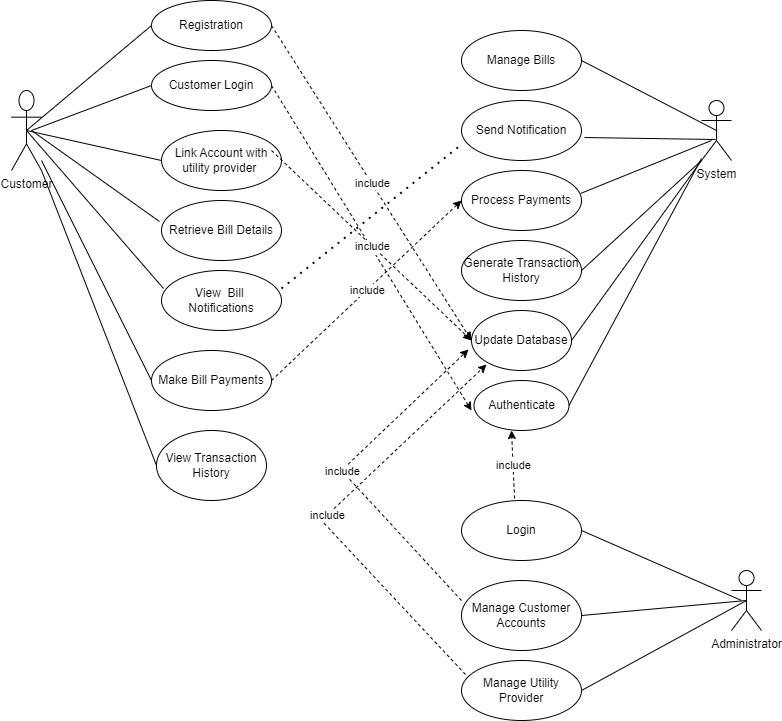 Registration
Customer Login
Link Account with
utility provider
Customer
Retrieve Bill Details
View Bill
Notifications
Make Bill Payments
View Transaction
History
include
include
include
include
include
include
Manage Bills
Send Notification
System
Process Payments
Generate Transaction
History
Update Database
Authenticate
Login
Manage Customer
Accounts
Administrator
Manage Utility
Provider